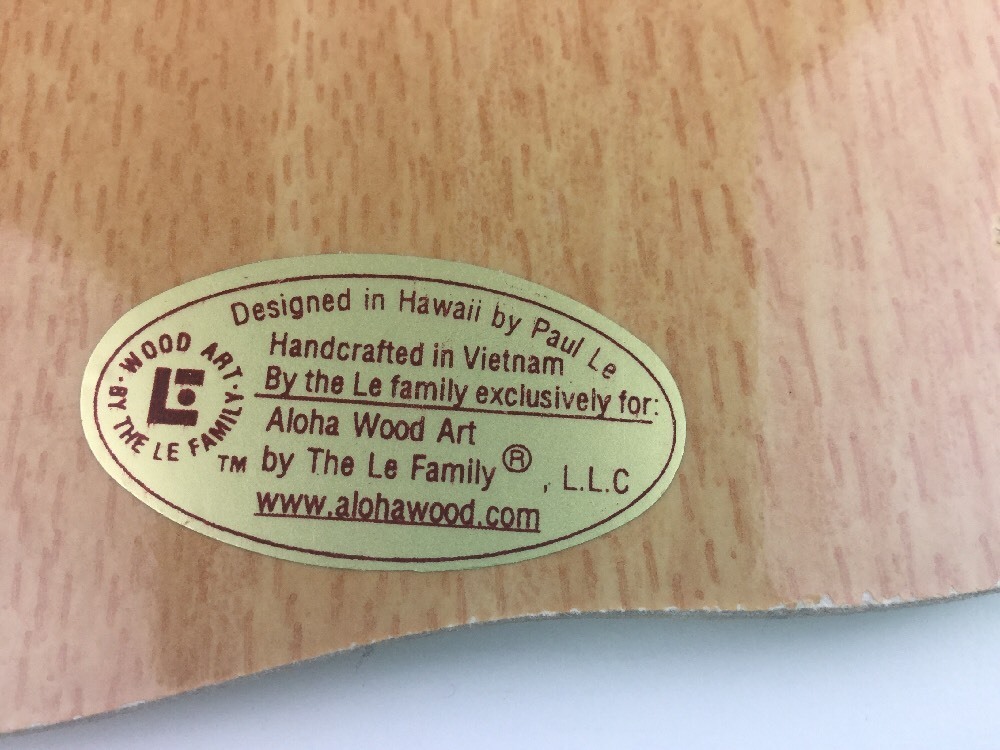 WOOD ART · BY · THE LE FAMILY ·
LE
TM
Designed in Hawaii by Paul Le
Handcrafted in Vietnam
By the Le family exclusively for:
Aloha Wood Art
by The Le Family ® , L.L.C
www.alohawood.com